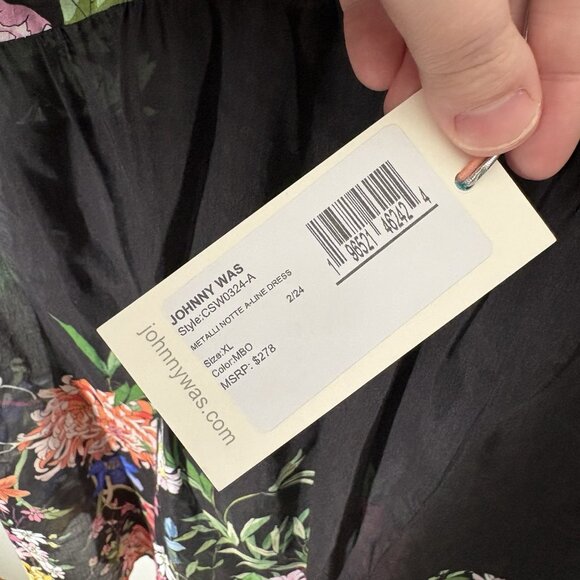 JOHNNY WAS
Style:CSW0324-A
METALLI NOTTE A-LINE DRESS
2/24
Size:XL
Color:MBO
MSRP: $278
1 96521 46242 4
johnnywas.com